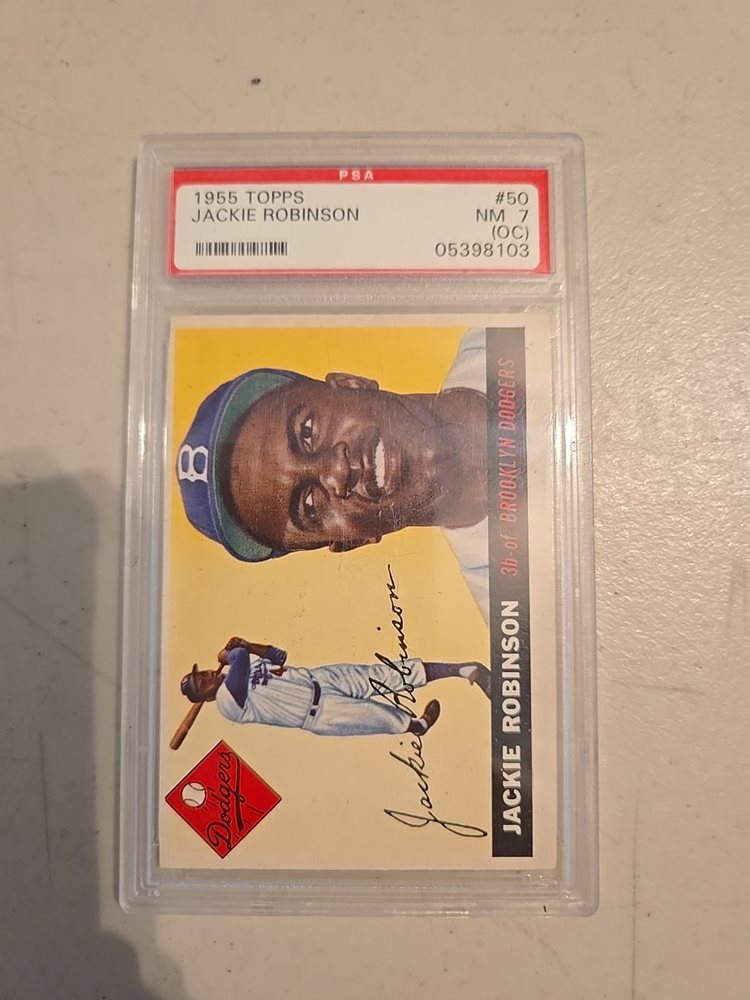 PSA
1955 TOPPS #50
JACKIE ROBINSON NM 7
(OC)
05398103
B
Dodgers
Jackie Robinson
JACKIE ROBINSON 3b-of BROOKLYN DODGERS